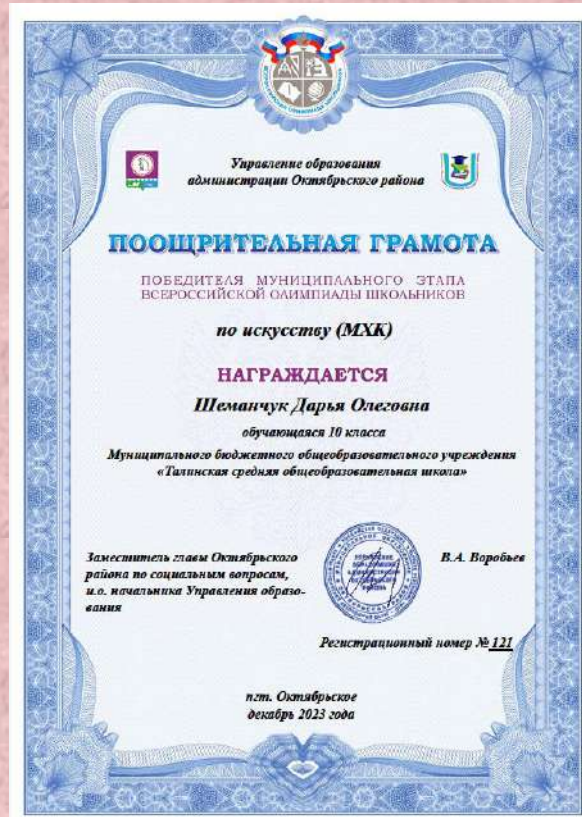 Управление образования
администрации Октябрьского района
ПООЩРИТЕЛЬНАЯ ГРАМОТА
ПОБЕДИТЕЛЯ МУНИЦИПАЛЬНОГО ЭТАПА
ВСЕРОССИЙСКОЙ ОЛИМПИАДЫ ШКОЛЬНИКОВ
по искусству (МХК)
НАГРАЖДАЕТСЯ
Шеманчук Дарья Олеговна
обучающаяся 10 класса
Муниципального бюджетного общеобразовательного учреждения
«Талинская средняя общеобразовательная школа»
Заместитель главы Октябрьского
района по социальным вопросам,
и.о. начальника Управления образо-
вания
В.А. Воробьев
Регистрационный номер № 121
пгт. Октябрьское
декабрь 2023 года